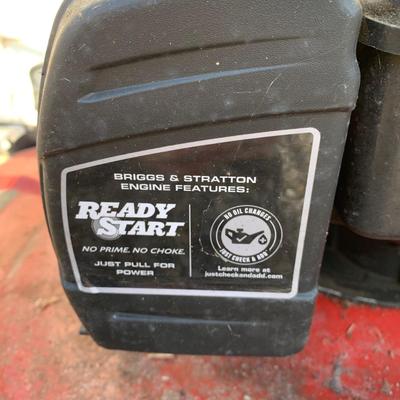 BRIGGS & STRATTON
ENGINE FEATURES:
READY
START
NO PRIME. NO CHOKE.
JUST PULL FOR
POWER
NO OIL CHANGES
JUST CHECK & ADD
Learn more at
justcheckandadd.com